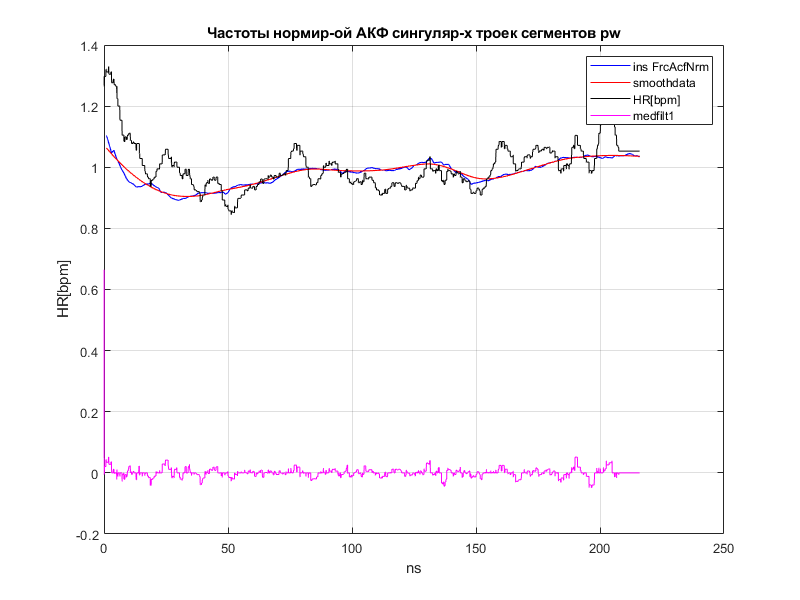 Частоты нормир-ой АКФ сингуляр-х троек сегментов pw
ins FrcAcfNrm
smoothdata
HR[bpm]
medfilt1
1.4
1.2
1
0.8
0.6
0.4
0.2
0
-0.2
HR[bpm]
0 50 100 150 200 250
ns